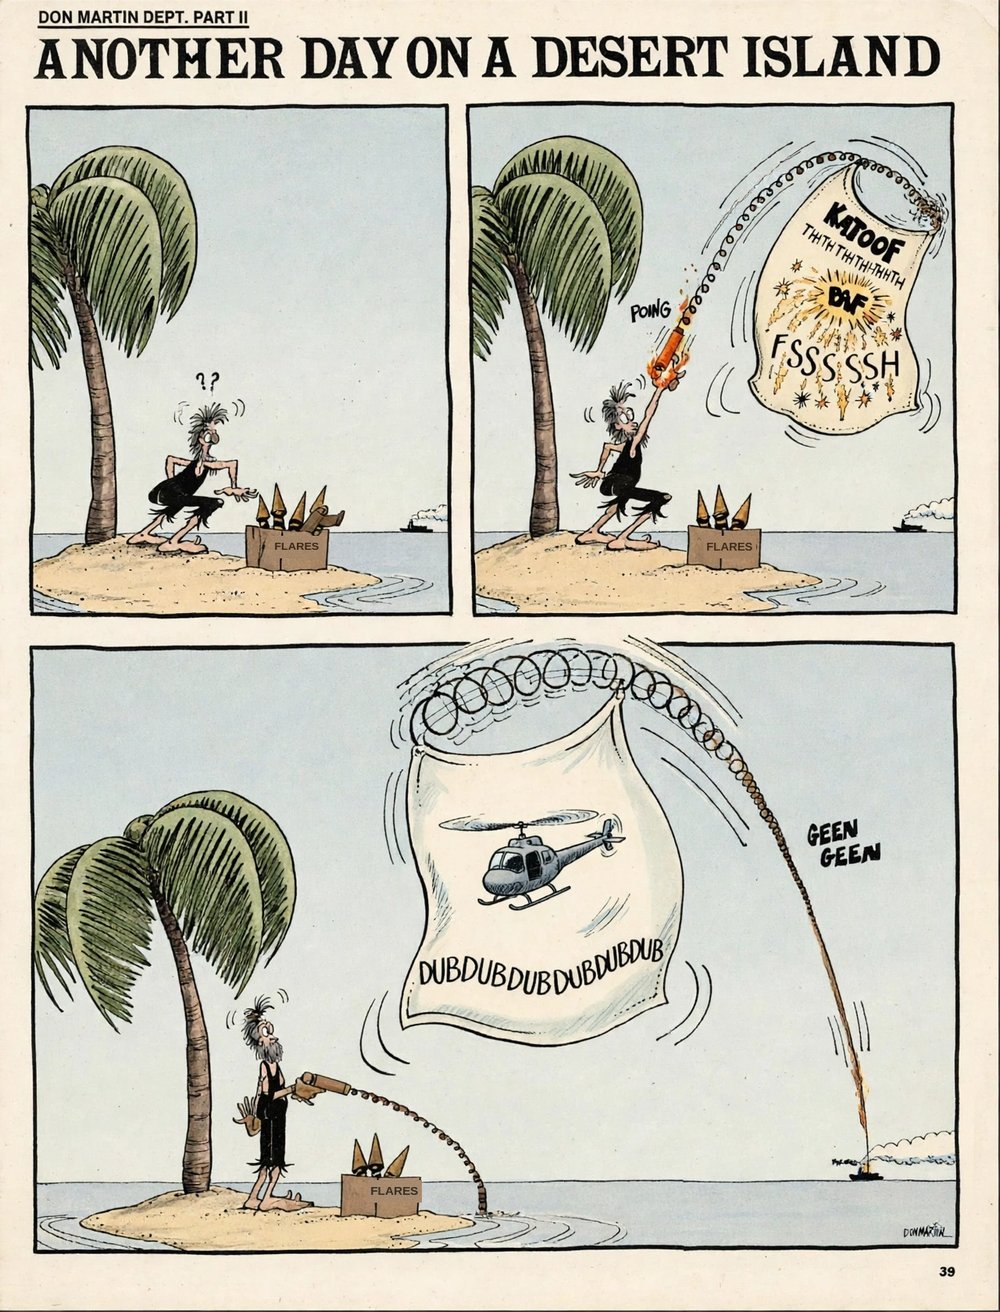 DON MARTIN DEPT. PART II
ANOTHER DAY ON A DESERT ISLAND
??
FLARES
POING
KATOOF
THTHTHTHTHTHTH
BAF
FSSSSSH
FLARES
GEEN
GEEN
DUBDUBDUBDUBDUBDUB
FLARES
DON MARTIN
39